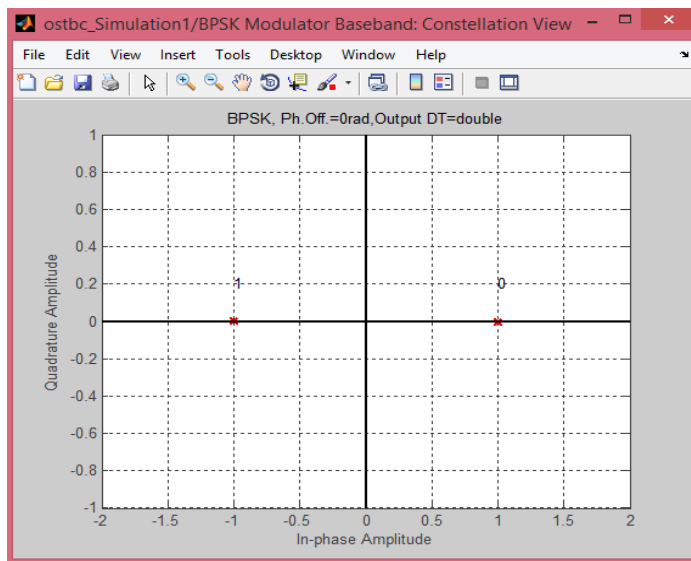 ostbc_Simulation1/BPSK Modulator Baseband: Constellation View
File Edit View Insert Tools Desktop Window Help
BPSK, Ph.Off.=0rad,Output DT=double
1
0.8
0.6
0.4
0.2
0
-0.2
-0.4
-0.6
-0.8
-1
Quadrature Amplitude
1
0
-2 -1.5 -1 -0.5 0 0.5 1 1.5 2
In-phase Amplitude